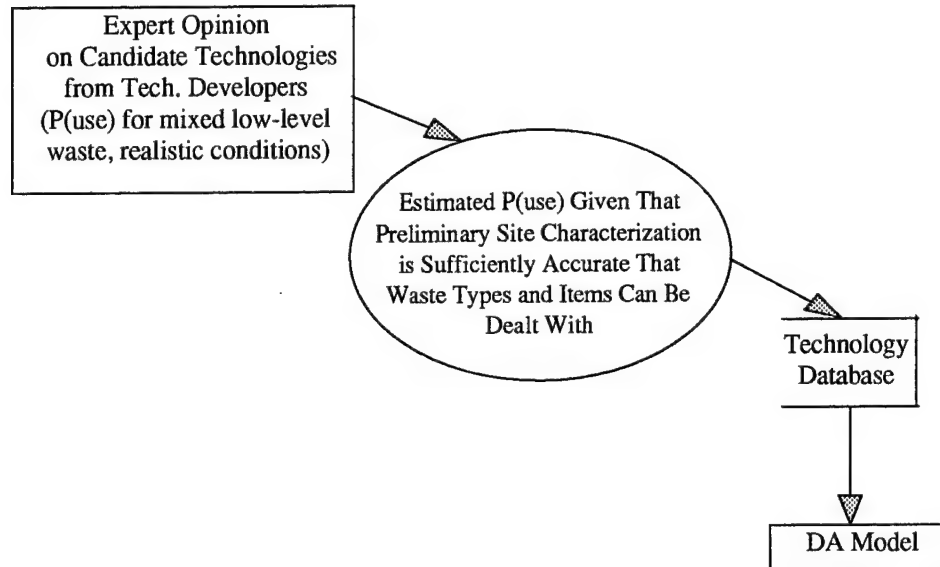 Expert Opinion
on Candidate Technologies
from Tech. Developers
(P(use) for mixed low-level
waste, realistic conditions)
Estimated P(use) Given That
Preliminary Site Characterization
is Sufficiently Accurate That
Waste Types and Items Can Be
Dealt With
Technology
Database
DA Model